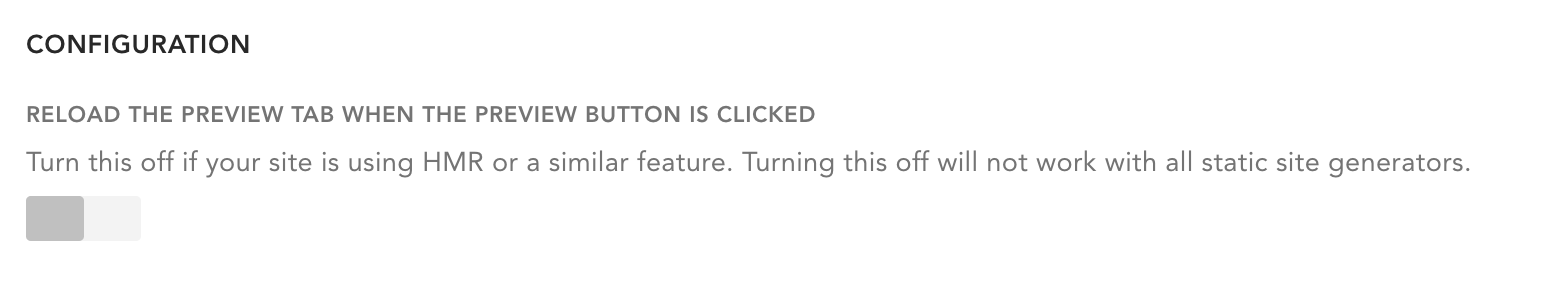 CONFIGURATION
RELOAD THE PREVIEW TAB WHEN THE PREVIEW BUTTON IS CLICKED
Turn this off if your site is using HMR or a similar feature. Turning this off will not work with all static site generators.